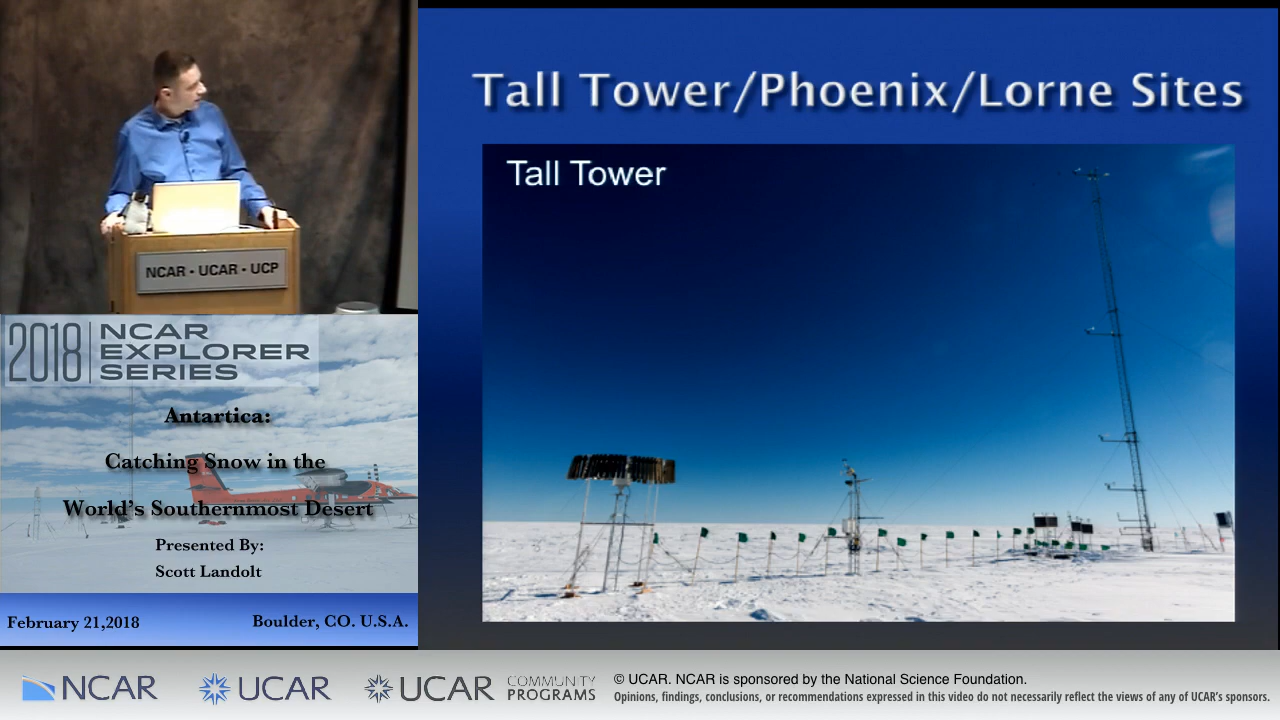 Tall Tower/Phoenix/Lorne Sites
Tall Tower
NCAR • UCAR • UCP
2018 NCAR
EXPLORER
SERIES
Antartica:
Catching Snow in the
World's Southernmost Desert
Presented By:
Scott Landolt
February 21,2018
Boulder, CO. U.S.A.
NCAR
UCAR
UCAR COMMUNITY
PROGRAMS
© UCAR. NCAR is sponsored by the National Science Foundation.
Opinions, findings, conclusions, or recommendations expressed in this video do not necessarily reflect the views of any of UCAR's sponsors.